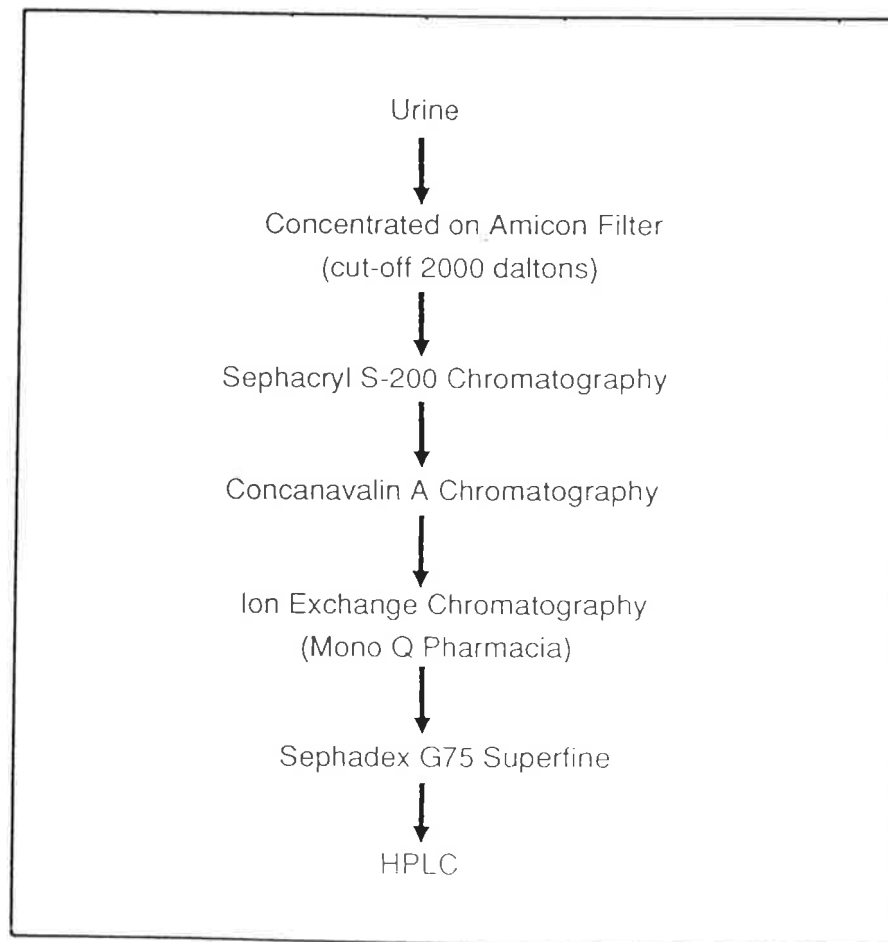 Urine
Concentrated on Amicon Filter
(cut-off 2000 daltons)
Sephacryl S-200 Chromatography
Concanavalin A Chromatography
Ion Exchange Chromatography
(Mono Q Pharmacia)
Sephadex G75 Superfine
HPLC